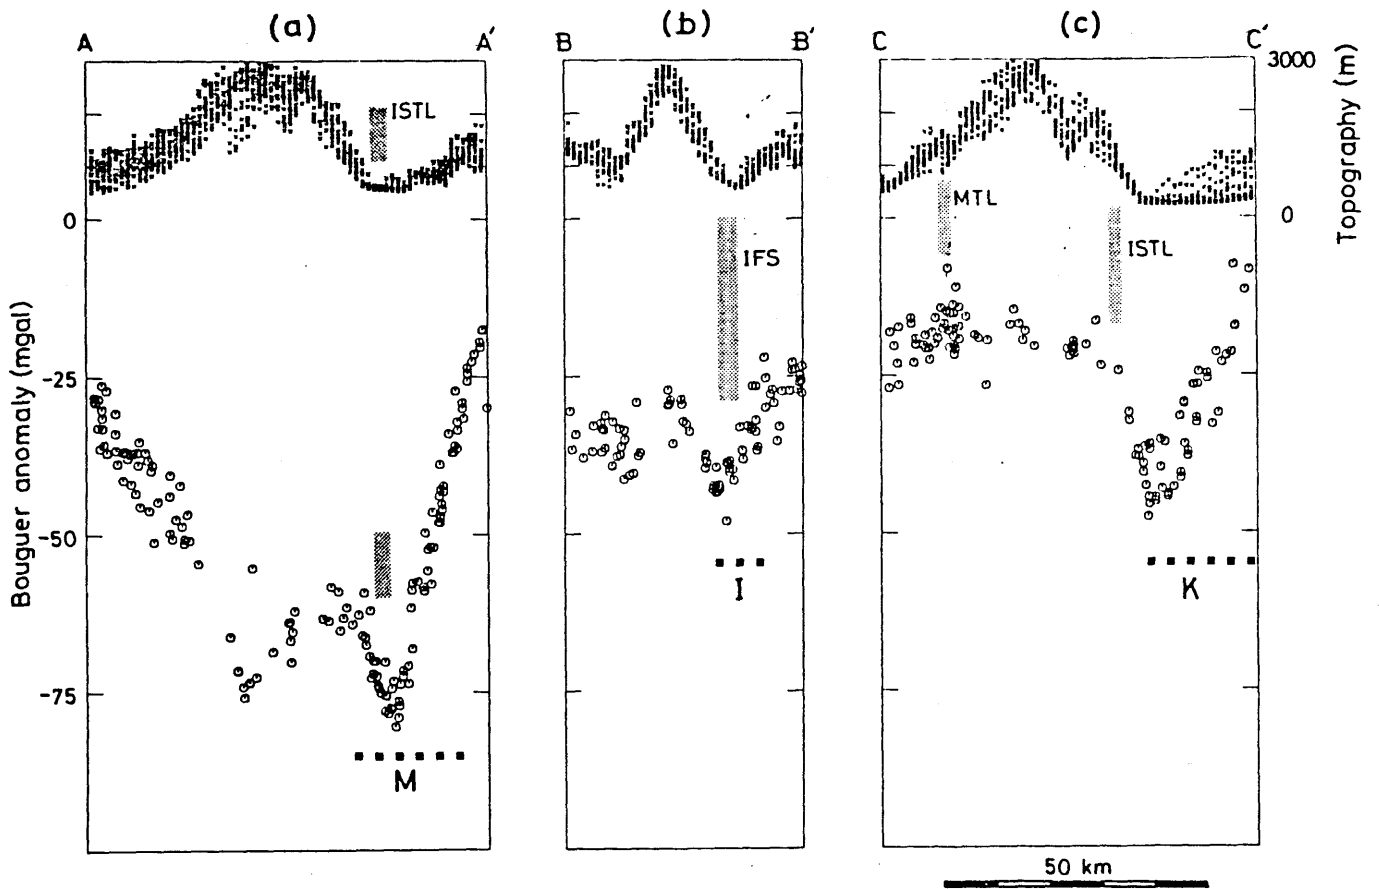 (a)
(b)
(c)
A
A'
B
B'
C
C'
3000
0
Topography (m)
ISTL
MTL
IFS
ISTL
0
-25
-50
-75
Bouguer anomaly (mgal)
M
I
K
50 km